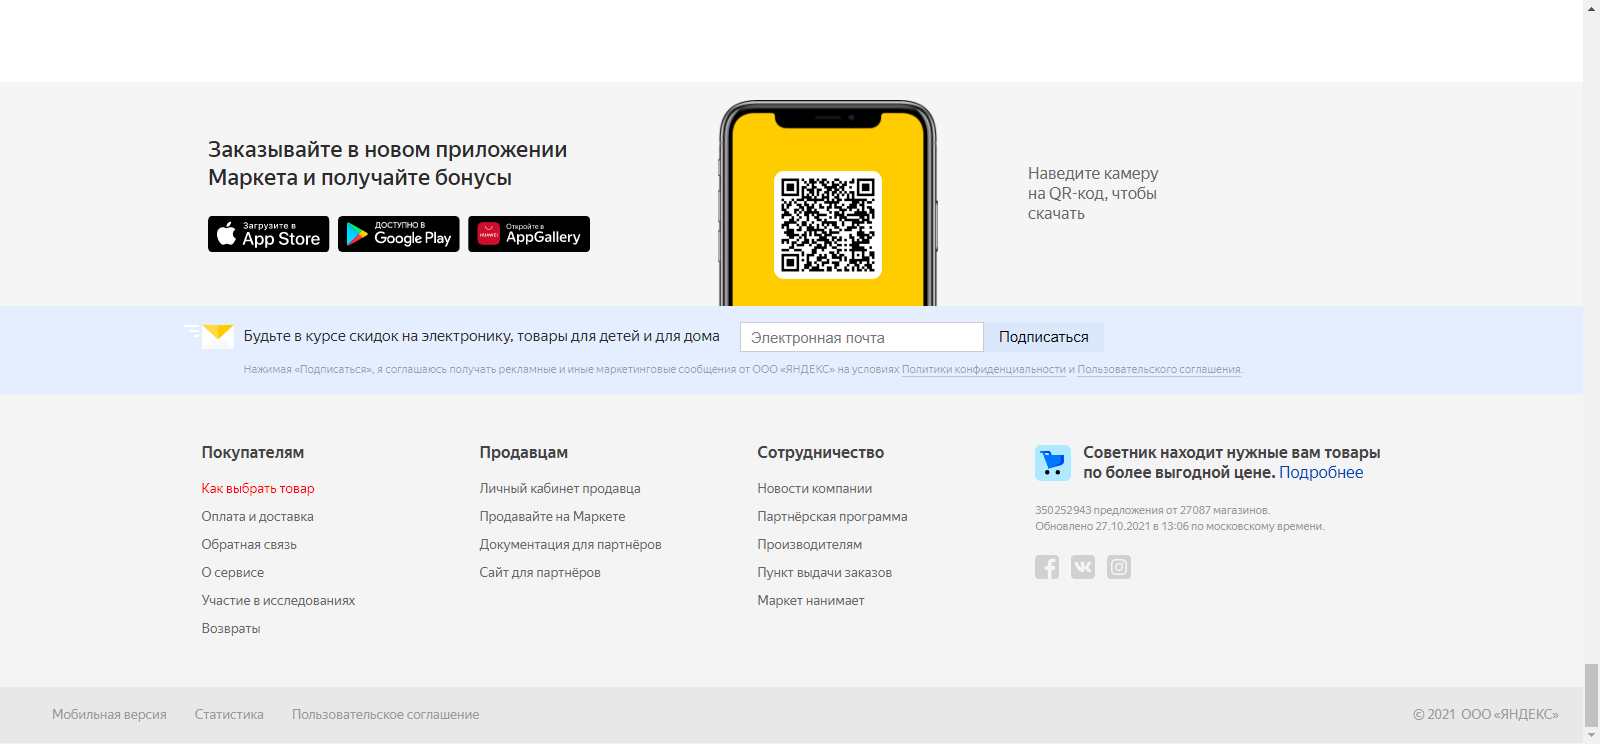 Заказывайте в новом приложении
Маркета и получайте бонусы
Загрузите в
App Store
ДОСТУПНО В
Google Play
HUAWEI
Откройте в
AppGallery
Наведите камеру
на QR-код, чтобы
скачать
Будьте в курсе скидок на электронику, товары для детей и для дома
Электронная почта
Подписаться
Нажимая «Подписаться», я соглашаюсь получать рекламные и иные маркетинговые сообщения от ООО «ЯНДЕКС» на условиях Политики конфиденциальности и Пользовательского соглашения.
Покупателям
Как выбрать товар
Оплата и доставка
Обратная связь
О сервисе
Участие в исследованиях
Возвраты
Продавцам
Личный кабинет продавца
Продавайте на Маркете
Документация для партнёров
Сайт для партнёров
Сотрудничество
Новости компании
Партнёрская программа
Производителям
Пункт выдачи заказов
Маркет нанимает
Советник находит нужные вам товары
по более выгодной цене. Подробнее
350252943 предложения от 27087 магазинов.
Обновлено 27.10.2021 в 13:06 по московскому времени.
Мобильная версия
Статистика
Пользовательское соглашение
© 2021 ООО «ЯНДЕКС»